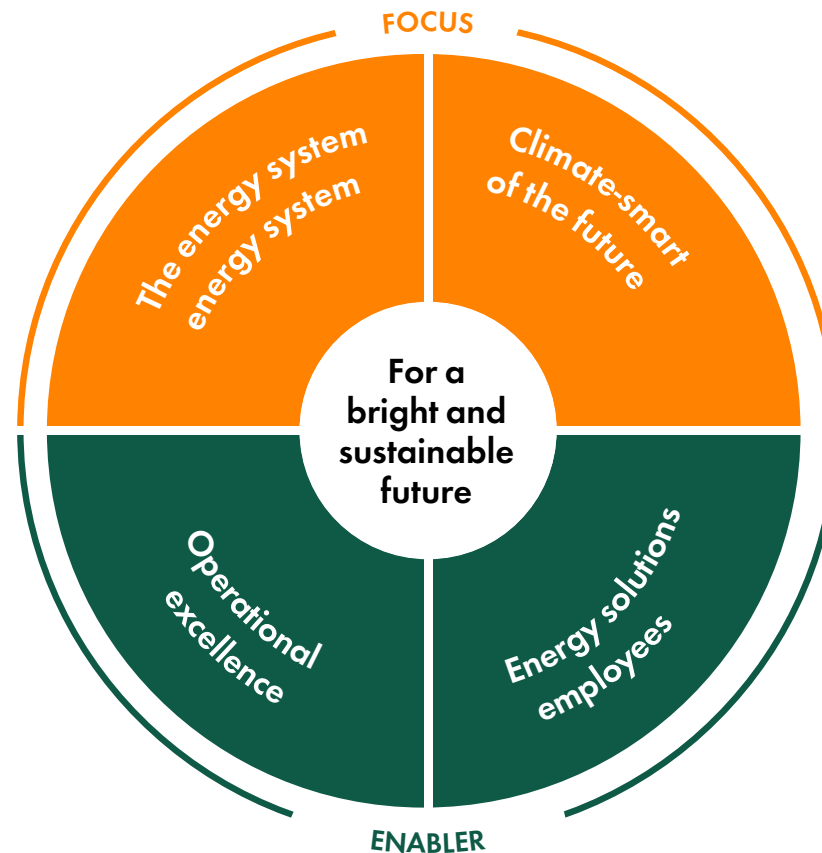 FOCUS
The energy system
energy system
Climate-smart
of the future
For a
bright and
sustainable
future
Operational
excellence
Energy solutions
employees
ENABLER